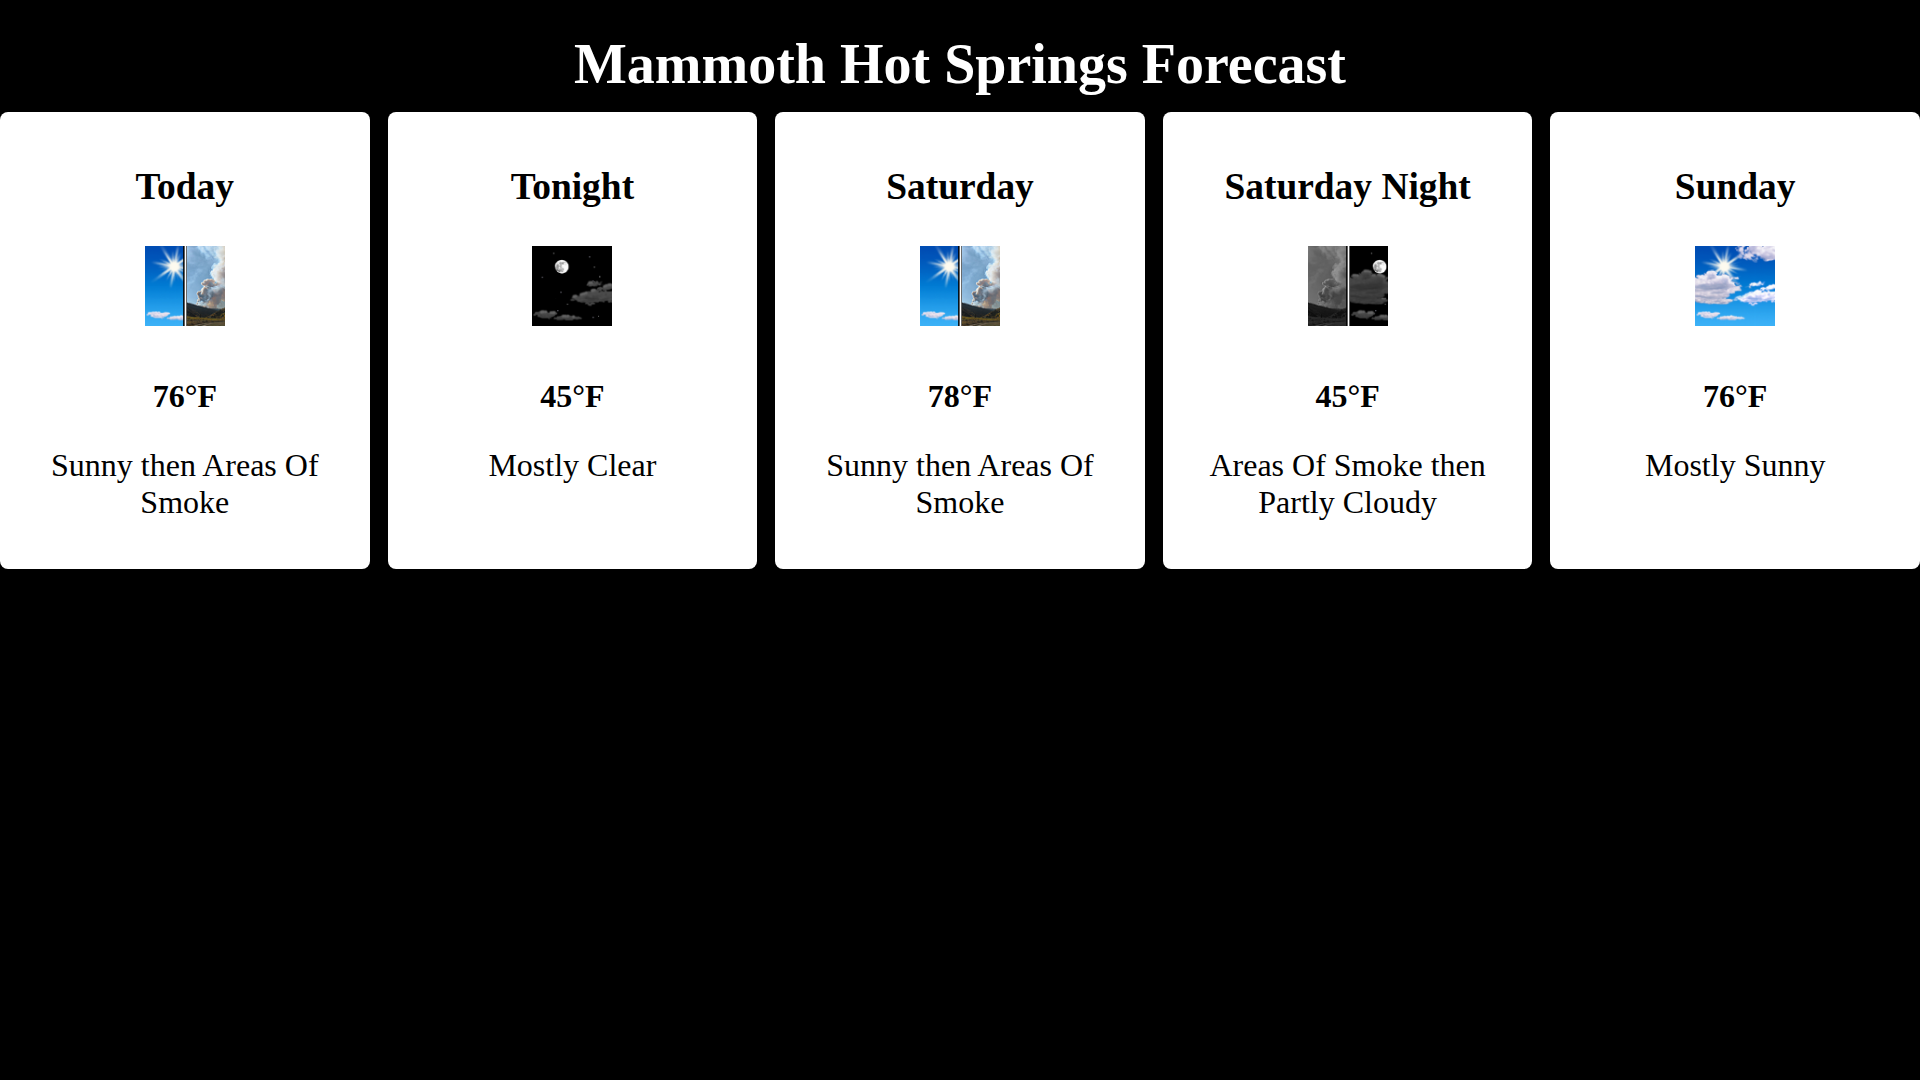 Mammoth Hot Springs Forecast
Today
76°F
Sunny then Areas Of
Smoke
Tonight
45°F
Mostly Clear
Saturday
78°F
Sunny then Areas Of
Smoke
Saturday Night
45°F
Areas Of Smoke then
Partly Cloudy
Sunday
76°F
Mostly Sunny